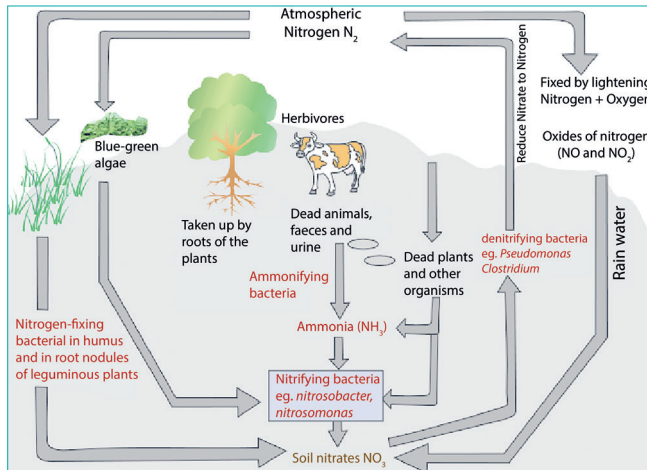 Atmospheric
Nitrogen N₂
Fixed by lightening
Nitrogen + Oxygen
Oxides of nitrogen
(NO and NO₂)
Reduce Nitrate to Nitrogen
Rain water
Blue-green
algae
Herbivores
Taken up by
roots of the
plants
Dead animals,
faeces and
urine
Dead plants
and other
organisms
denitrifying bacteria
eg. Pseudomonas
Clostridium
Ammonifying
bacteria
Ammonia (NH₃)
Nitrogen-fixing
bacterial in humus
and in root nodules
of leguminous plants
Nitrifying bacteria
eg. nitrosobacter,
nitrosomonas
Soil nitrates NO₃